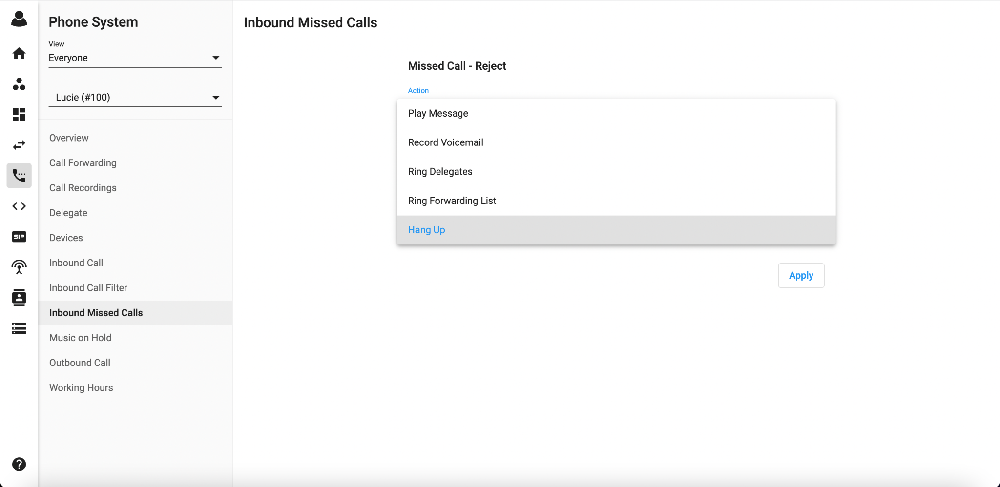 Phone System
View
Everyone
Lucie (#100)
Overview
Call Forwarding
Call Recordings
Delegate
Devices
SIP
Inbound Call
Inbound Call Filter
Inbound Missed Calls
Music on Hold
Outbound Call
Working Hours
?
Inbound Missed Calls
Missed Call - Reject
Action
Play Message
Record Voicemail
Ring Delegates
Ring Forwarding List
Hang Up
Apply